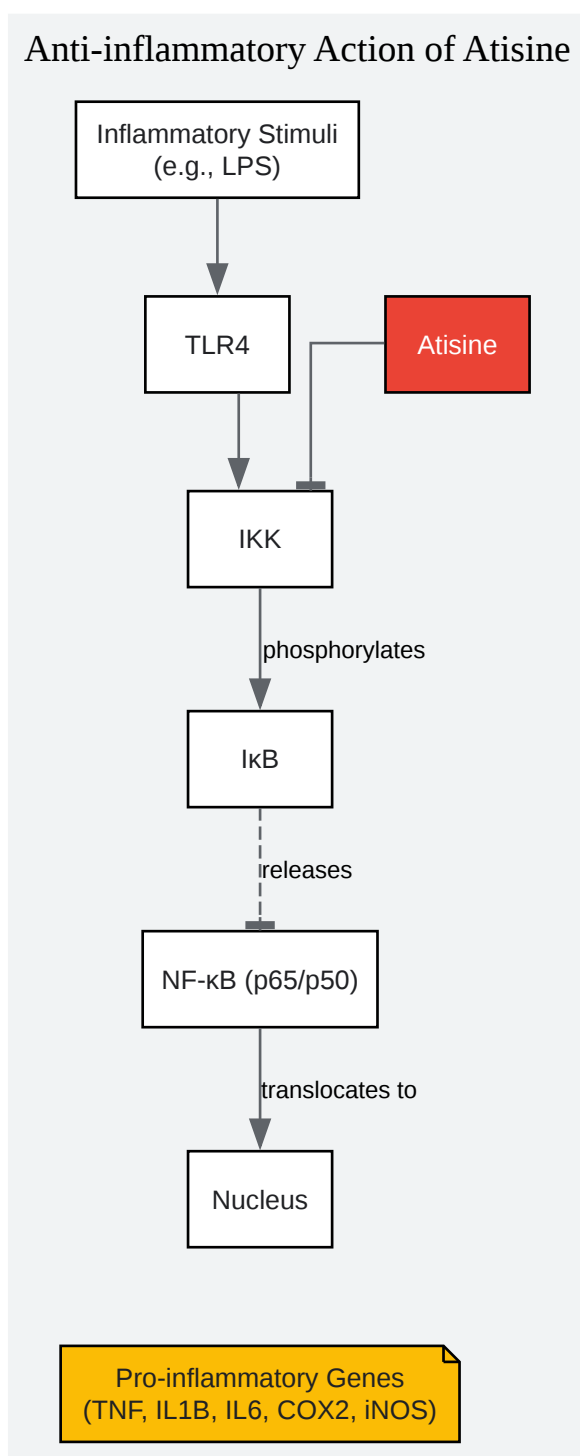 Anti-inflammatory Action of Atisine
Inflammatory Stimuli
(e.g., LPS)
TLR4
Atisine
IKK
phosphorylates
IκB
releases
NF-κB (p65/p50)
translocates to
Nucleus
Pro-inflammatory Genes
(TNF, IL1B, IL6, COX2, iNOS)